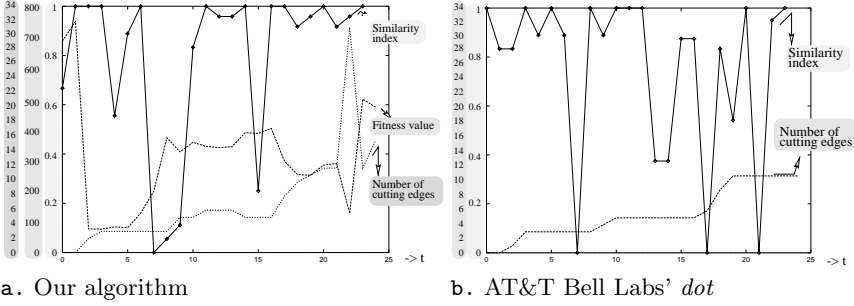 34 800 1
32
30 700
28
26 600 0.8
24
22
20 500
18 0.6
16 400
14
12 300 0.4
10
8 200
6 0.2
4 100
2
0 0 0
0 5 10 15 20 25 -> t
Similarity
index
Fitness value
Number of
cutting edges
a. Our algorithm
34 1
32
30
28
26 0.8
24
22
20
18 0.6
16
14
12 0.4
10
8
6 0.2
4
2
0 0
0 5 10 15 20 25 -> t
Similarity
index
Number of
cutting edges
b. AT&T Bell Labs' dot